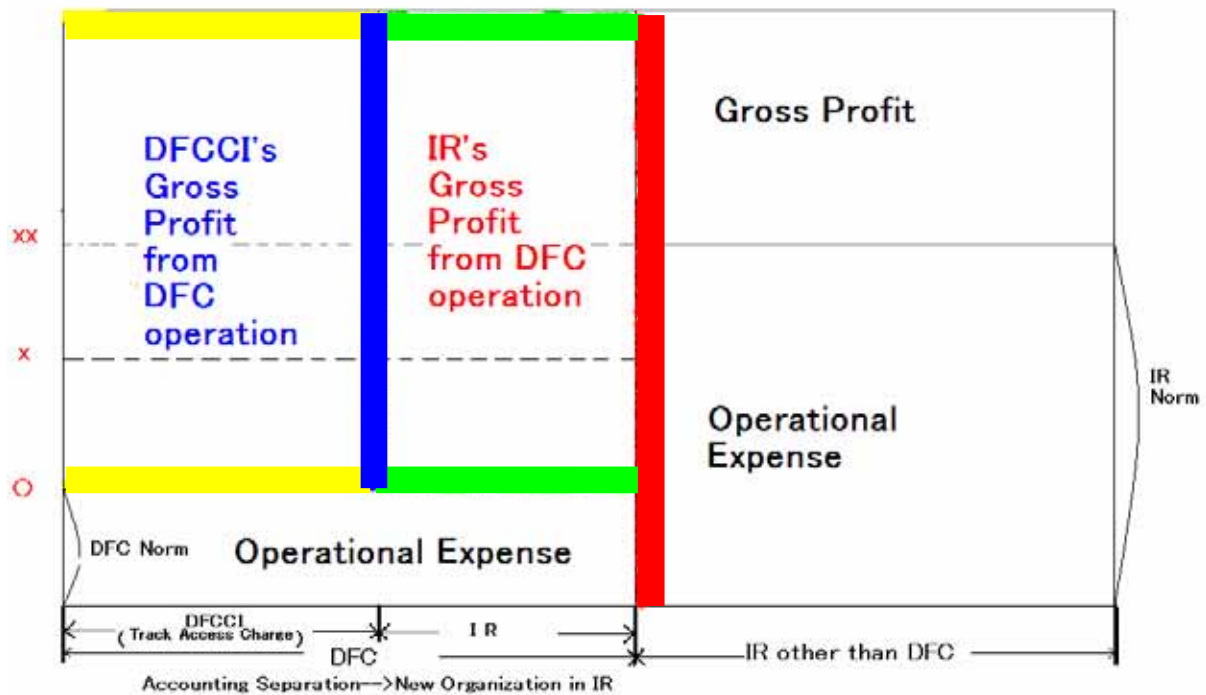 Gross Profit
DFCCI's
Gross
Profit
from
DFC
operation
IR's
Gross
Profit
from DFC
operation
XX
X
O
IR
Norm
Operational
Expense
DFC Norm
Operational Expense
DFCCI
(Track Access Charge)
IR
DFC
IR other than DFC
Accounting Separation-->New Organization in IR